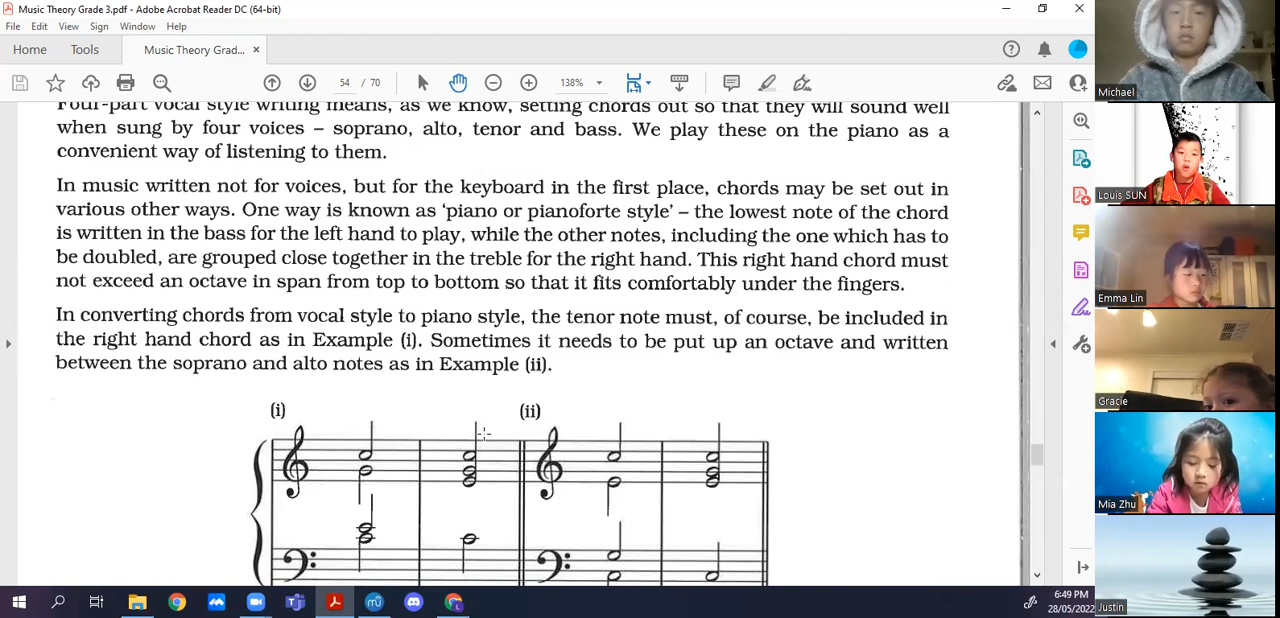 Music Theory Grade 3.pdf - Adobe Acrobat Reader DC (64-bit)
File Edit View Sign Window Help
Home Tools Music Theory Grad... ×
54 / 70 138%
Four-part vocal style writing means, as we know, setting chords out so that they will sound well
when sung by four voices – soprano, alto, tenor and bass. We play these on the piano as a
convenient way of listening to them.
In music written not for voices, but for the keyboard in the first place, chords may be set out in
various other ways. One way is known as ‘piano or pianoforte style’ – the lowest note of the chord
is written in the bass for the left hand to play, while the other notes, including the one which has to
be doubled, are grouped close together in the treble for the right hand. This right hand chord must
not exceed an octave in span from top to bottom so that it fits comfortably under the fingers.
In converting chords from vocal style to piano style, the tenor note must, of course, be included in
the right hand chord as in Example (i). Sometimes it needs to be put up an octave and written
between the soprano and alto notes as in Example (ii).
(i) (ii)
Michael
Louis SUN
Emma Lin
Gracie
Mia Zhu
Justin
6:49 PM
28/05/2022